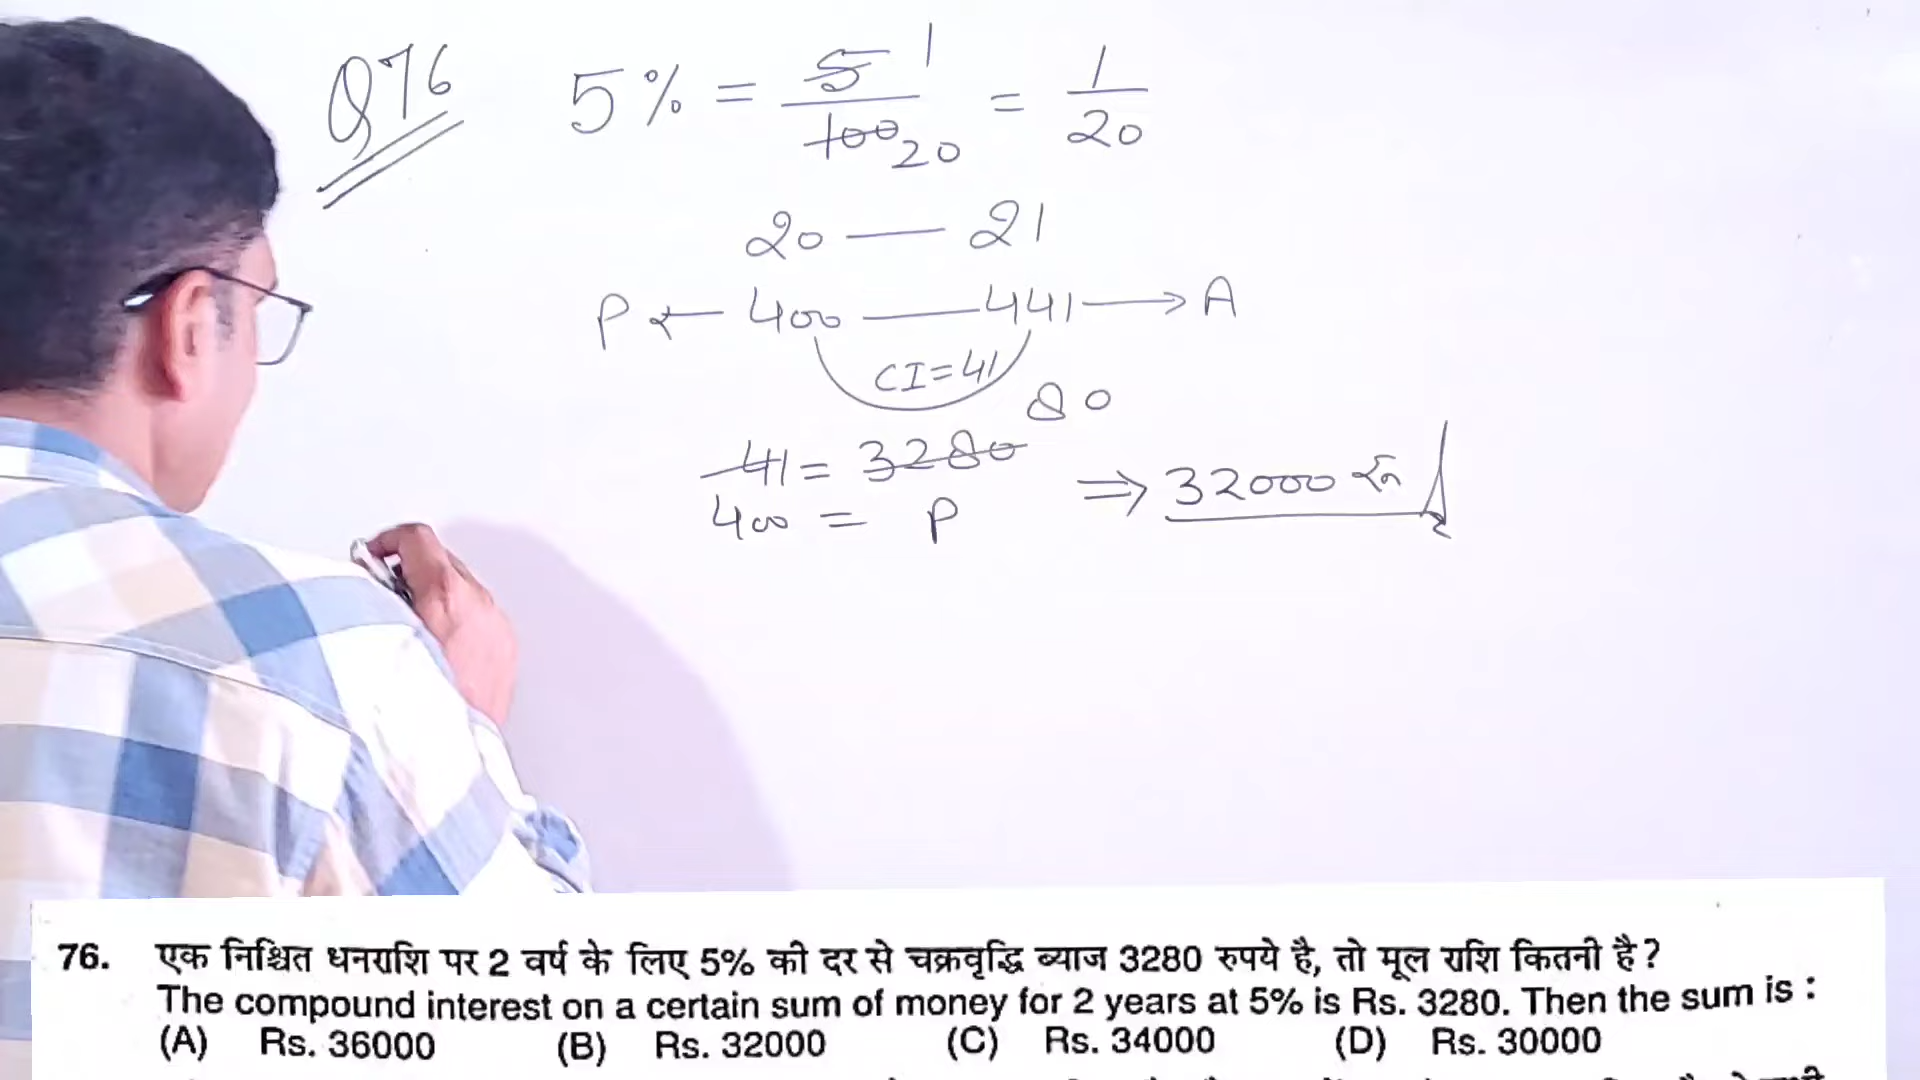 Q76 5% = 5 1 / 100 20 = 1/20
20 — 21
P ← 400 — 441 → A
CI = 41
80
41 = 3280
400 = P ⇒ 32000 रु
76. एक निश्चित धनराशि पर 2 वर्ष के लिए 5% की दर से चक्रवृद्धि ब्याज 3280 रुपये है, तो मूल राशि कितनी है ?
The compound interest on a certain sum of money for 2 years at 5% is Rs. 3280. Then the sum is :
(A) Rs. 36000 (B) Rs. 32000 (C) Rs. 34000 (D) Rs. 30000